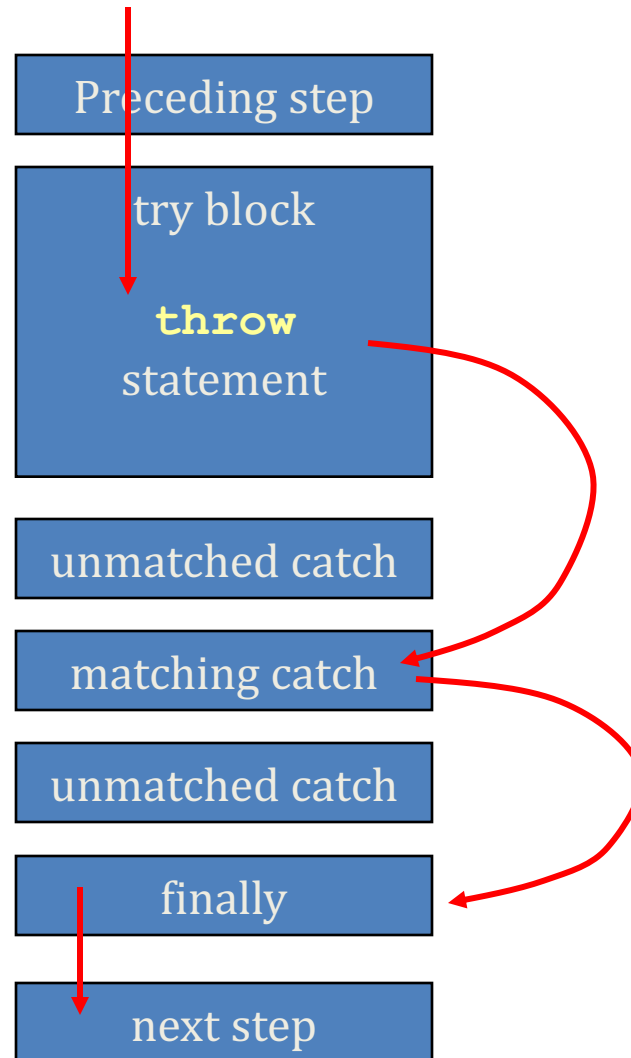 Preceding step
try block
throw
statement
unmatched catch
matching catch
unmatched catch
finally
next step